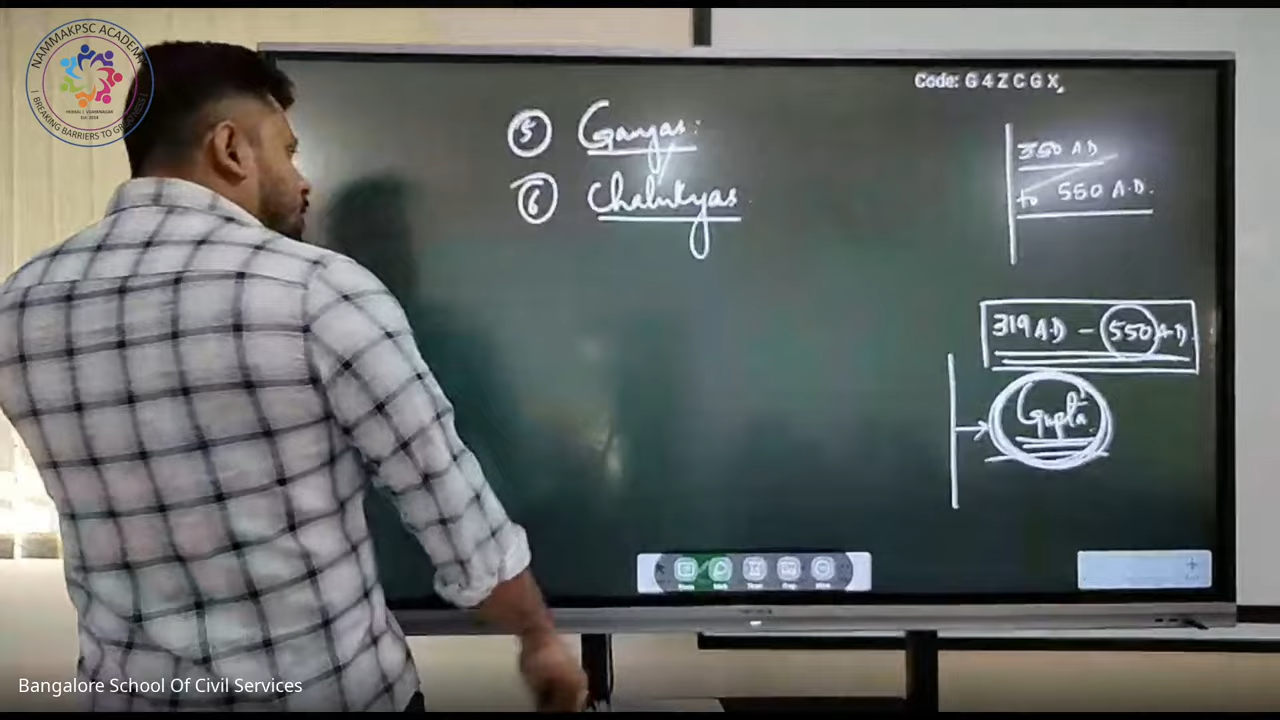 NAMMAKPSC ACADEMY
| BREAKING BARRIERS TO GREATNESS |
Code: G4ZCGX
5 Gangas:
6 Chalukyas
350 AD
to 550 A.D.
319 A.D - 550 A.D.
Gupta
Bangalore School Of Civil Services